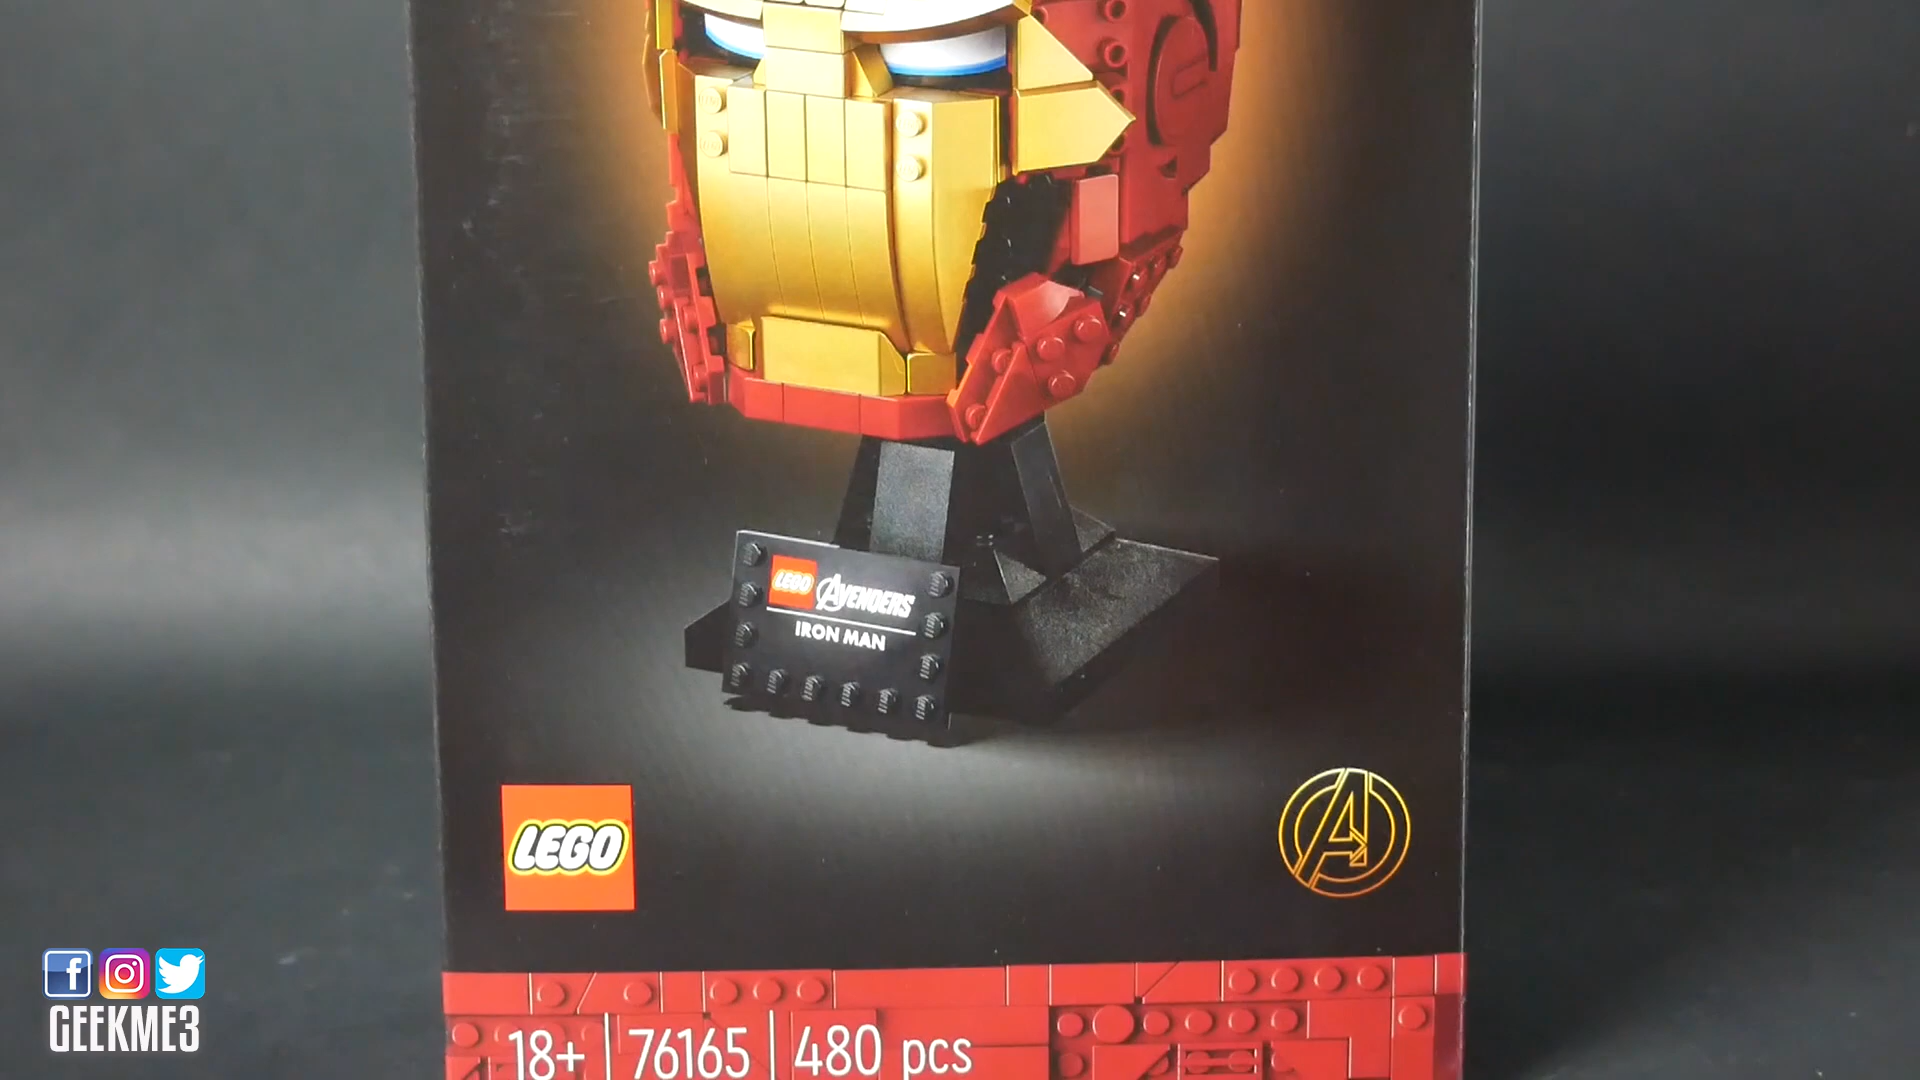 LEGO AVENGERS
IRON MAN
LEGO
A
GEEKME3
18+ | 76165 | 480 pcs